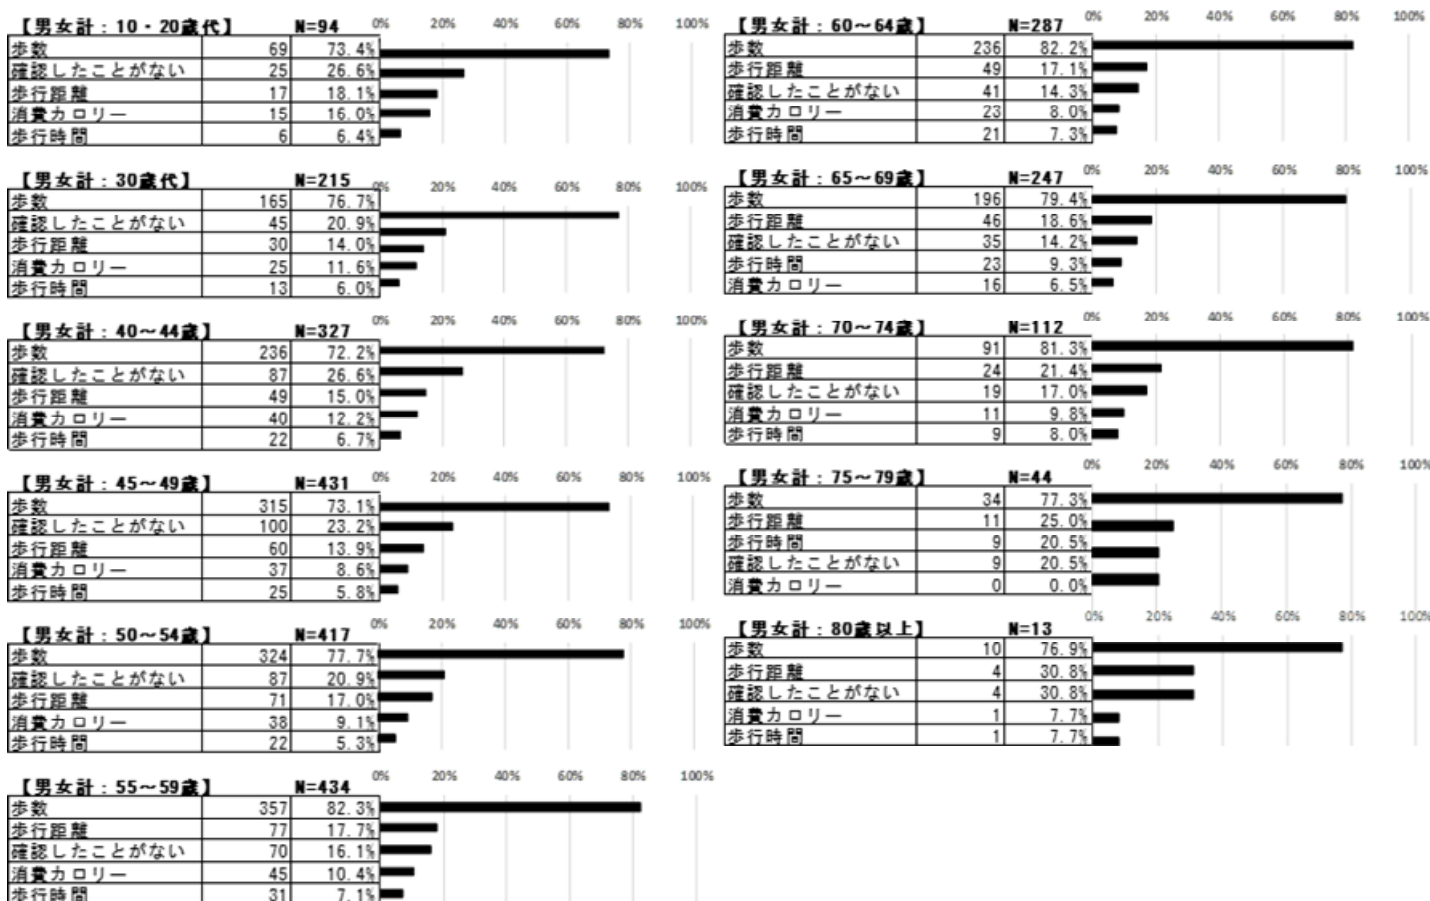 【男女計：10・20歳代】 N=94 0% 20% 40% 60% 80% 100%
歩数 69 73.4%
確認したことがない 25 26.6%
歩行距離 17 18.1%
消費カロリー 15 16.0%
歩行時間 6 6.4%
【男女計：30歳代】 N=215 0% 20% 40% 60% 80% 100%
歩数 165 76.7%
確認したことがない 45 20.9%
歩行距離 30 14.0%
消費カロリー 25 11.6%
歩行時間 13 6.0%
【男女計：40～44歳】 N=327 0% 20% 40% 60% 80% 100%
歩数 236 72.2%
確認したことがない 87 26.6%
歩行距離 49 15.0%
消費カロリー 40 12.2%
歩行時間 22 6.7%
【男女計：45～49歳】 N=431 0% 20% 40% 60% 80% 100%
歩数 315 73.1%
確認したことがない 100 23.2%
歩行距離 60 13.9%
消費カロリー 37 8.6%
歩行時間 25 5.8%
【男女計：50～54歳】 N=417 0% 20% 40% 60% 80% 100%
歩数 324 77.7%
確認したことがない 87 20.9%
歩行距離 71 17.0%
消費カロリー 38 9.1%
歩行時間 22 5.3%
【男女計：55～59歳】 N=434 0% 20% 40% 60% 80% 100%
歩数 357 82.3%
歩行距離 77 17.7%
確認したことがない 70 16.1%
消費カロリー 45 10.4%
歩行時間 31 7.1%
【男女計：60～64歳】 N=287 0% 20% 40% 60% 80% 100%
歩数 236 82.2%
歩行距離 49 17.1%
確認したことがない 41 14.3%
消費カロリー 23 8.0%
歩行時間 21 7.3%
【男女計：65～69歳】 N=247 0% 20% 40% 60% 80% 100%
歩数 196 79.4%
歩行距離 46 18.6%
確認したことがない 35 14.2%
歩行時間 23 9.3%
消費カロリー 16 6.5%
【男女計：70～74歳】 N=112 0% 20% 40% 60% 80% 100%
歩数 91 81.3%
歩行距離 24 21.4%
確認したことがない 19 17.0%
消費カロリー 11 9.8%
歩行時間 9 8.0%
【男女計：75～79歳】 N=44 0% 20% 40% 60% 80% 100%
歩数 34 77.3%
歩行距離 11 25.0%
歩行時間 9 20.5%
確認したことがない 9 20.5%
消費カロリー 0 0.0%
【男女計：80歳以上】 N=13 0% 20% 40% 60% 80% 100%
歩数 10 76.9%
歩行距離 4 30.8%
確認したことがない 4 30.8%
消費カロリー 1 7.7%
歩行時間 1 7.7%